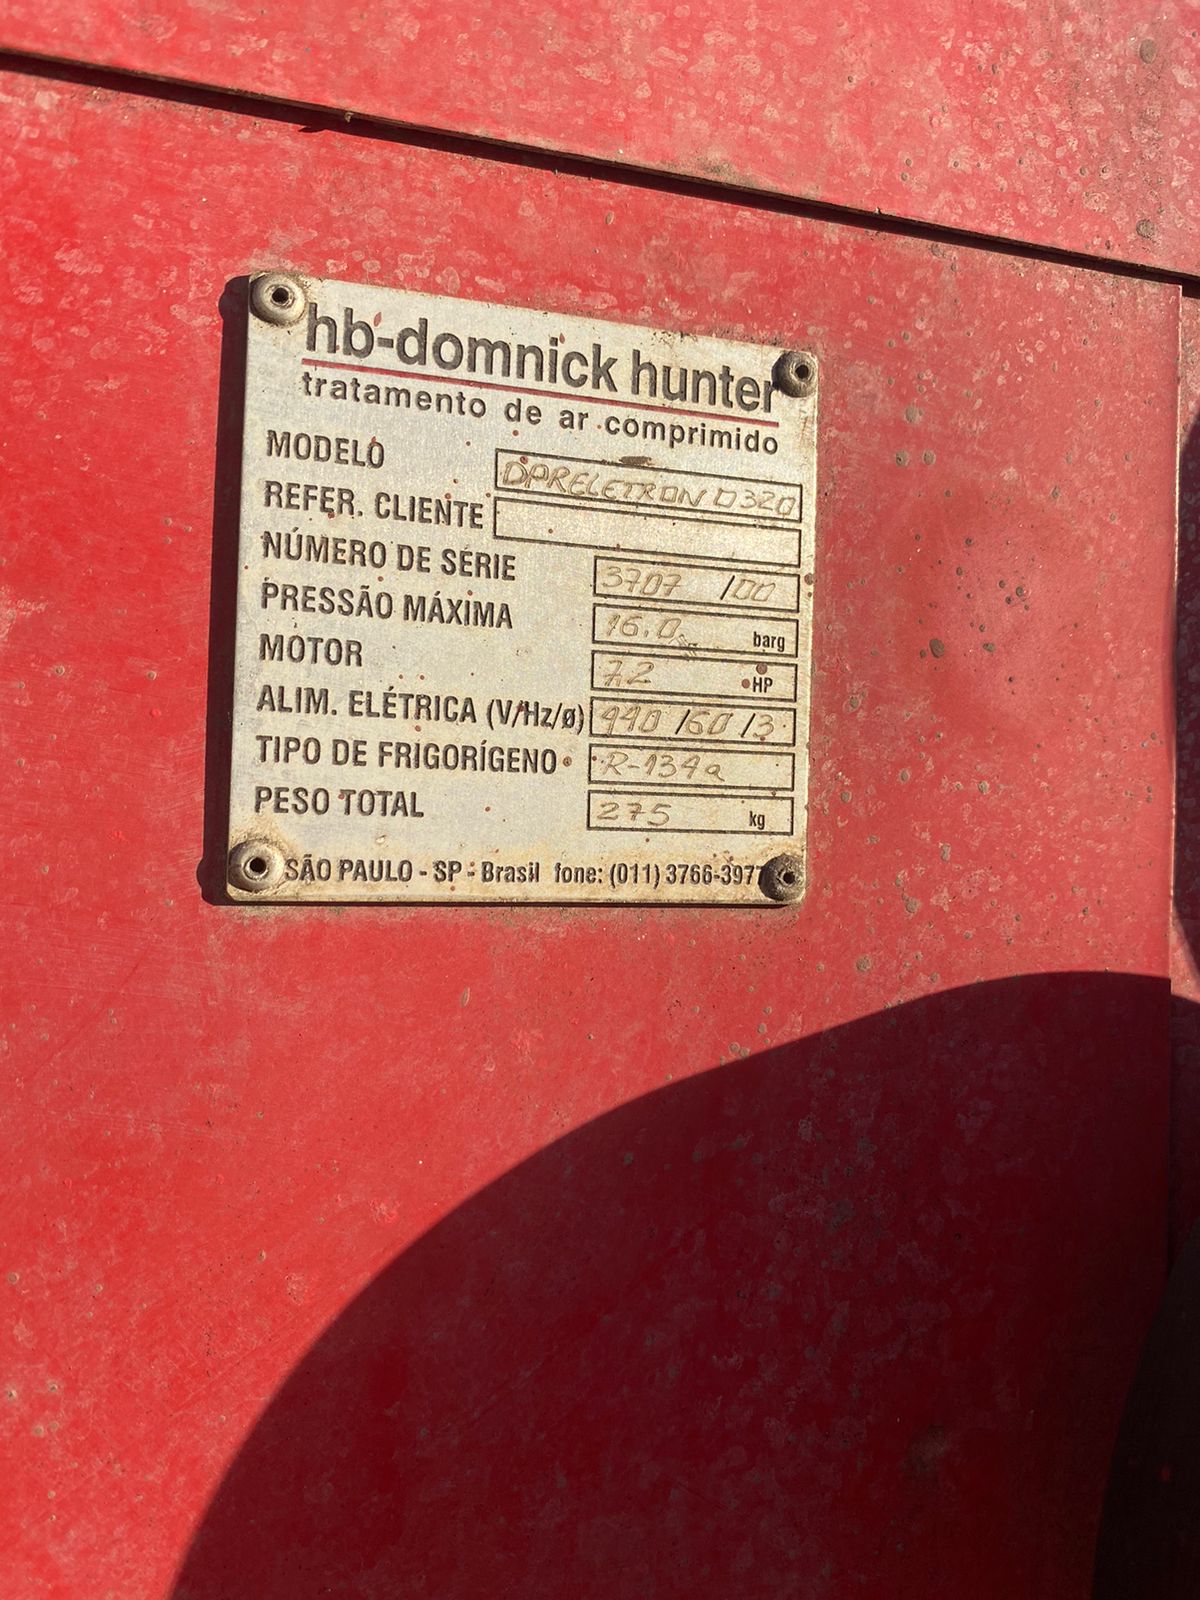 hb-domnick hunter
tratamento de ar comprimido
MODELO DPRELETRON D320
REFER. CLIENTE
NÚMERO DE SÉRIE 3707 /00
PRESSÃO MÁXIMA 16.0 barg
MOTOR 7,2 HP
ALIM. ELÉTRICA (V/Hz/ø) 440 /60 /3
TIPO DE FRIGORÍGENO R-134a
PESO TOTAL 275 kg
SÃO PAULO - SP - Brasil fone: (011) 3766-3977